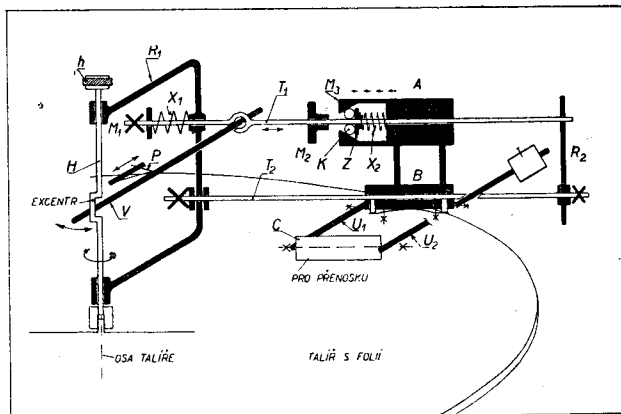 h
R1
X1
T1
M1
M3
A
M2
K
Z
X2
R2
H
P
T2
B
EXCENTR
V
C
U1
U2
PRO PŘENOSKU
OSA TALÍŘE
TALÍŘ S FOLIÍ